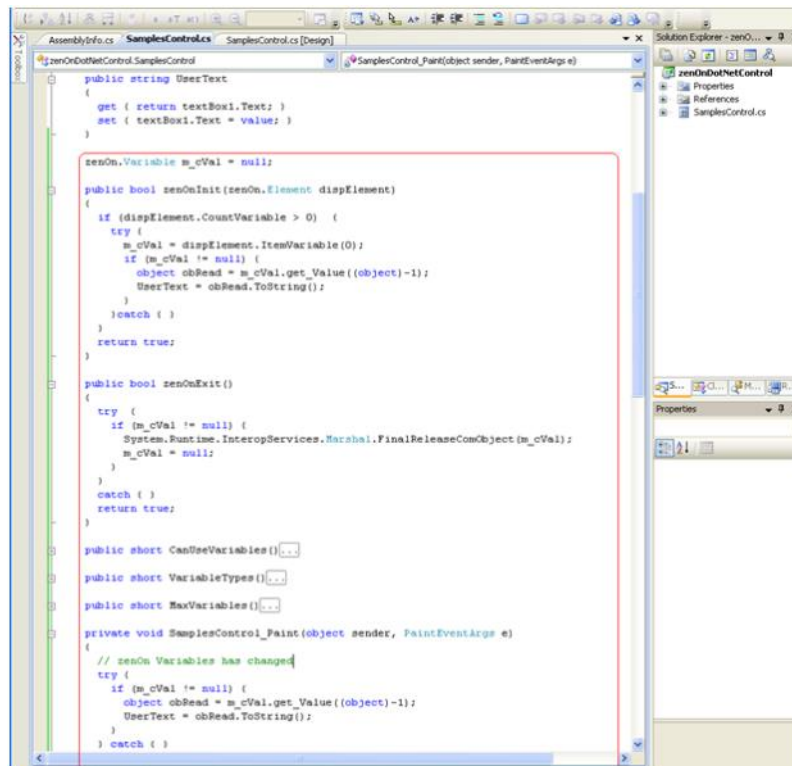 AssemblyInfo.cs SamplesControl.cs SamplesControl.cs [Design]
Solution Explorer - zenO...
Toolbox
zenOnDotNetControl.SamplesControl
SamplesControl_Paint(object sender, PaintEventArgs e)
zenOnDotNetControl
Properties
References
SamplesControl.cs
public string UserText
{
get { return textBox1.Text; }
set { textBox1.Text = value; }
}
zenOn.Variable m_cVal = null;
public bool zenOnInit(zenOn.Element dispElement)
{
if (dispElement.CountVariable > 0) {
try {
m_cVal = dispElement.ItemVariable(0);
if (m_cVal != null) {
object obRead = m_cVal.get_Value((object)-1);
UserText = obRead.ToString();
}
}catch { }
}
return true;
}
public bool zenOnExit()
{
try {
if (m_cVal != null) {
System.Runtime.InteropServices.Marshal.FinalReleaseComObject(m_cVal);
m_cVal = null;
}
}
catch { }
return true;
}
public short CanUseVariables()...
public short VariableTypes()...
public short MaxVariables()...
private void SamplesControl_Paint(object sender, PaintEventArgs e)
{
// zenOn Variables has changed
try {
if (m_cVal != null) {
object obRead = m_cVal.get_Value((object)-1);
UserText = obRead.ToString();
}
} catch { }
S... C... M... R...
Properties